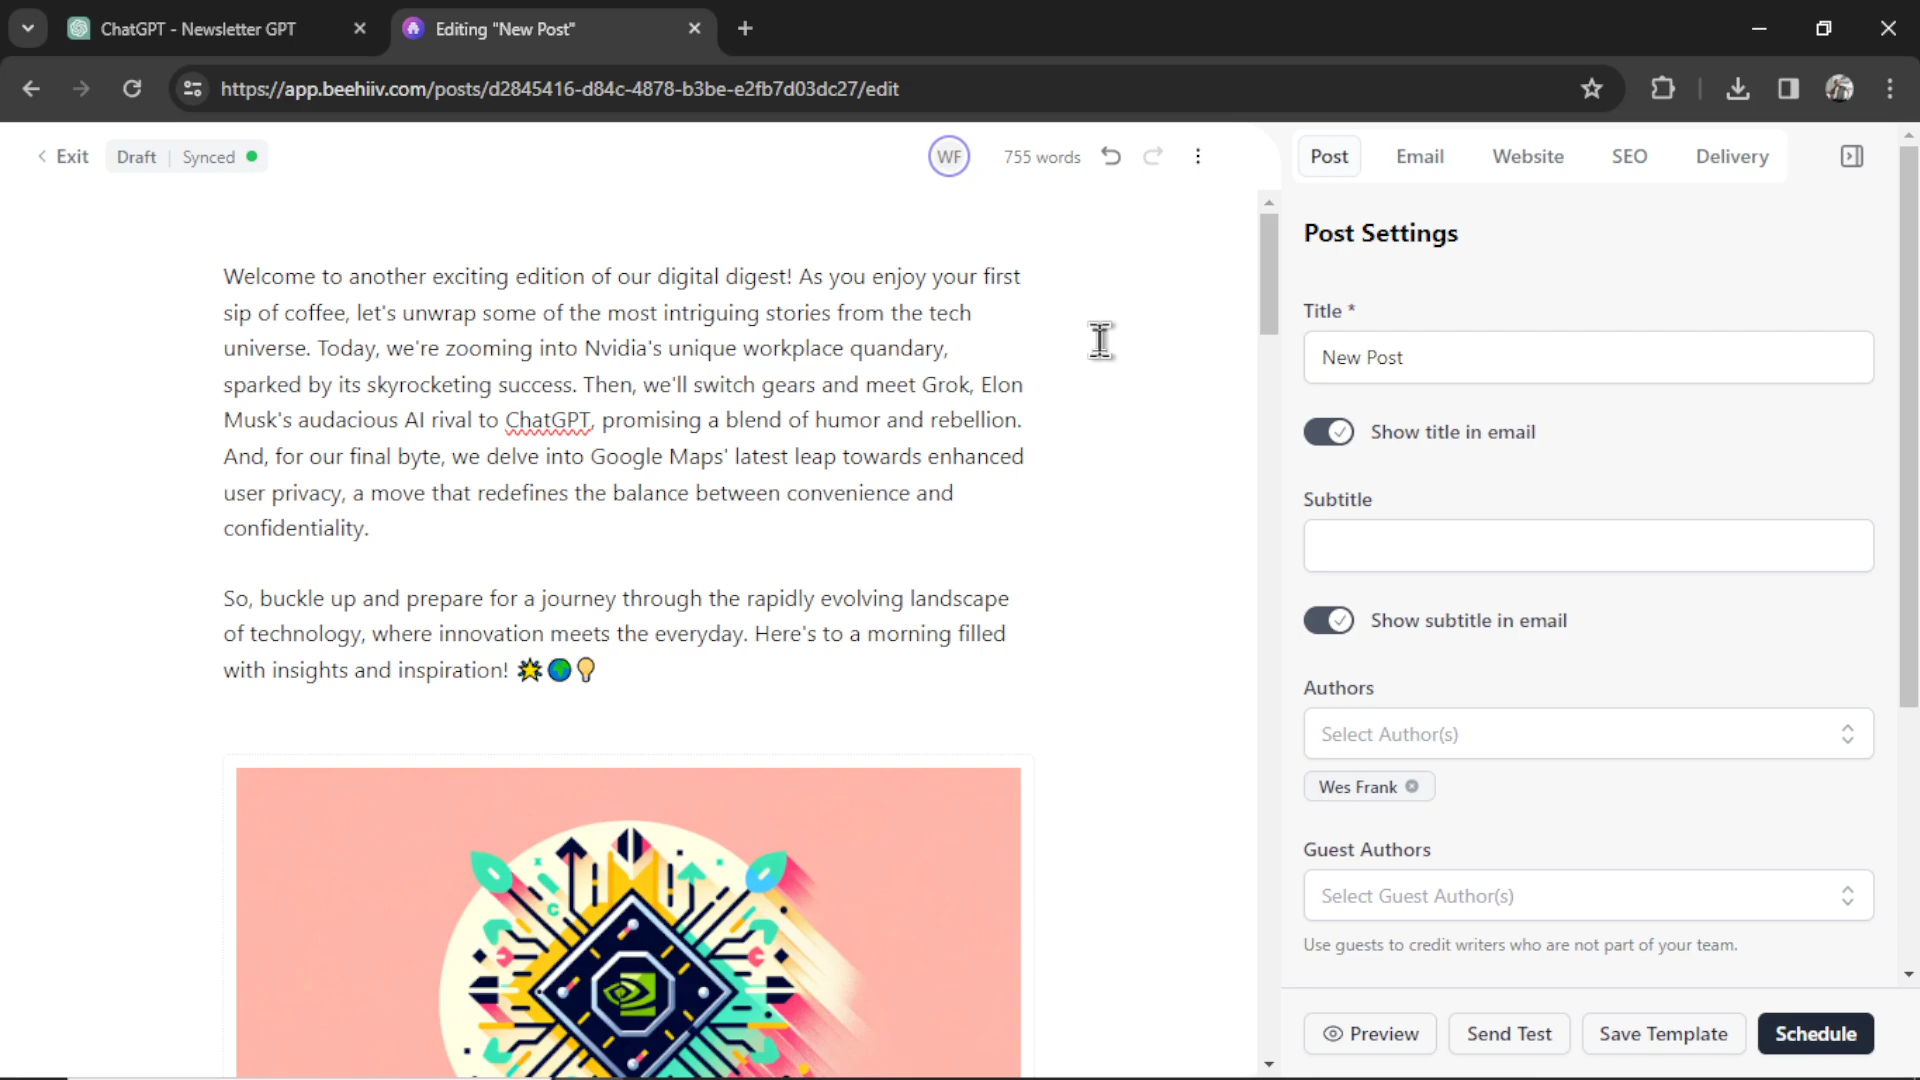 ChatGPT - Newsletter GPT
Editing "New Post"
https://app.beehiiv.com/posts/d2845416-d84c-4878-b3be-e2fb7d03dc27/edit
Exit
Draft | Synced
WF
755 words
Post
Email
Website
SEO
Delivery
Welcome to another exciting edition of our digital digest! As you enjoy your first
sip of coffee, let's unwrap some of the most intriguing stories from the tech
universe. Today, we're zooming into Nvidia's unique workplace quandary,
sparked by its skyrocketing success. Then, we'll switch gears and meet Grok, Elon
Musk's audacious AI rival to ChatGPT, promising a blend of humor and rebellion.
And, for our final byte, we delve into Google Maps' latest leap towards enhanced
user privacy, a move that redefines the balance between convenience and
confidentiality.
So, buckle up and prepare for a journey through the rapidly evolving landscape
of technology, where innovation meets the everyday. Here's to a morning filled
with insights and inspiration! 🌟🌍💡
Post Settings
Title *
New Post
Show title in email
Subtitle
Show subtitle in email
Authors
Select Author(s)
Wes Frank
Guest Authors
Select Guest Author(s)
Use guests to credit writers who are not part of your team.
Preview
Send Test
Save Template
Schedule